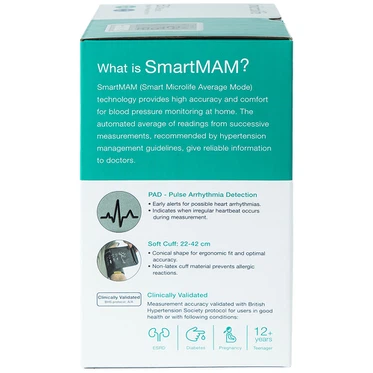 What is SmartMAM?
SmartMAM (Smart Microlife Average Mode)
technology provides high accuracy and comfort
for blood pressure monitoring at home. The
automated average of readings from successive
measurements, recommended by hypertension
management guidelines, give reliable information
to doctors.
PAD - Pulse Arrhythmia Detection
• Early alerts for possible heart arrhythmias.
• Indicates when irregular heartbeat occurs
during measurement.
Soft Cuff: 22-42 cm
• Conical shape for ergonomic fit and optimal
accuracy.
• Non-latex cuff material prevents allergic
reactions.
Clinically Validated
Clinically Validated
Measurement accuracy validated with British
Hypertension Society protocol for users in good
health or with following conditions:
12+
years
Diabetes
Pregnancy
Teenager